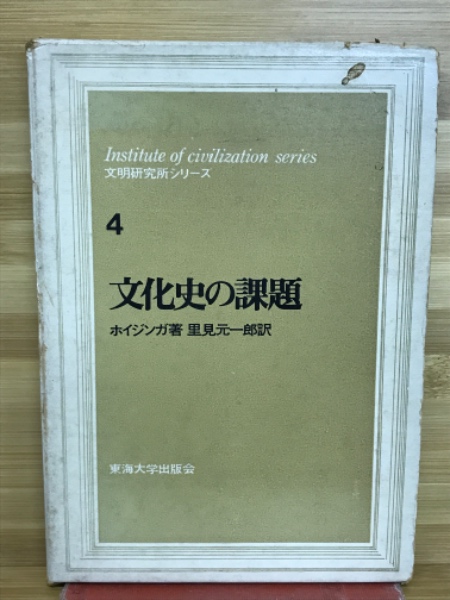 Institute of civilization series
文明研究所シリーズ
4
文化史の課題
ホイジンガ著 里見元一郎訳
東海大学出版会